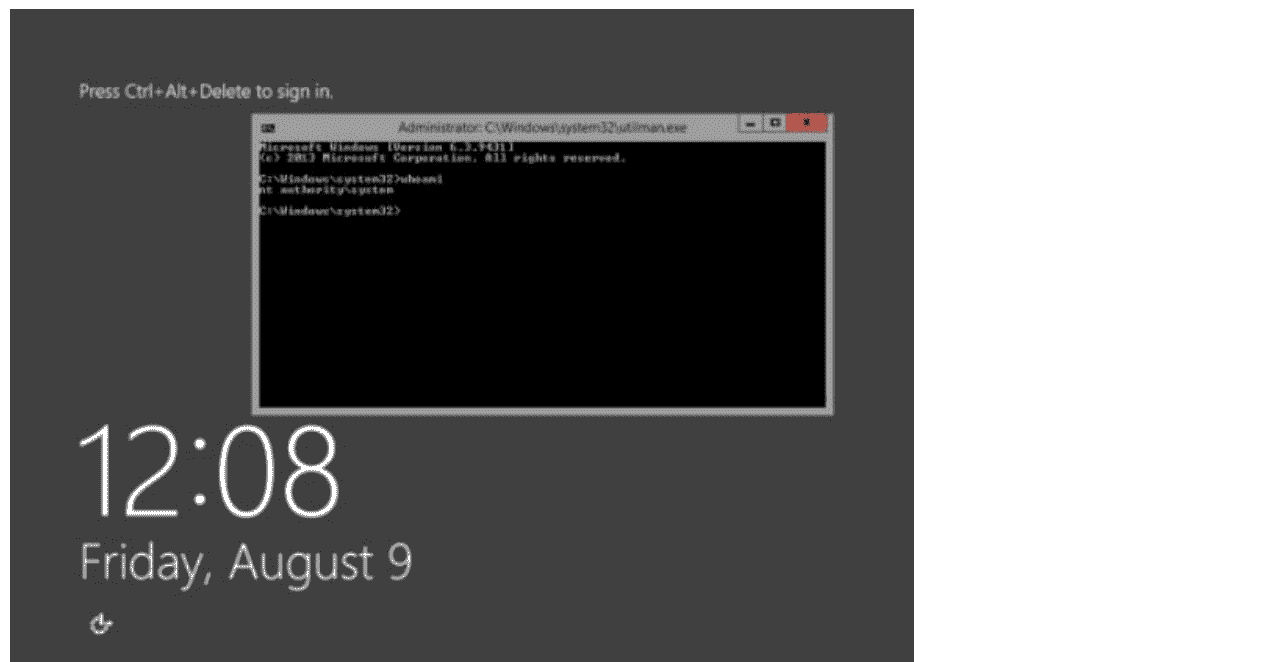 Press Ctrl+Alt+Delete to sign in.
Administrator: C:\Windows\system32\utilman.exe
Microsoft Windows [Version 6.3.9431]
(c) 2013 Microsoft Corporation. All rights reserved.
C:\Windows\system32>whoami
nt authority\system
C:\Windows\system32>
12:08
Friday, August 9